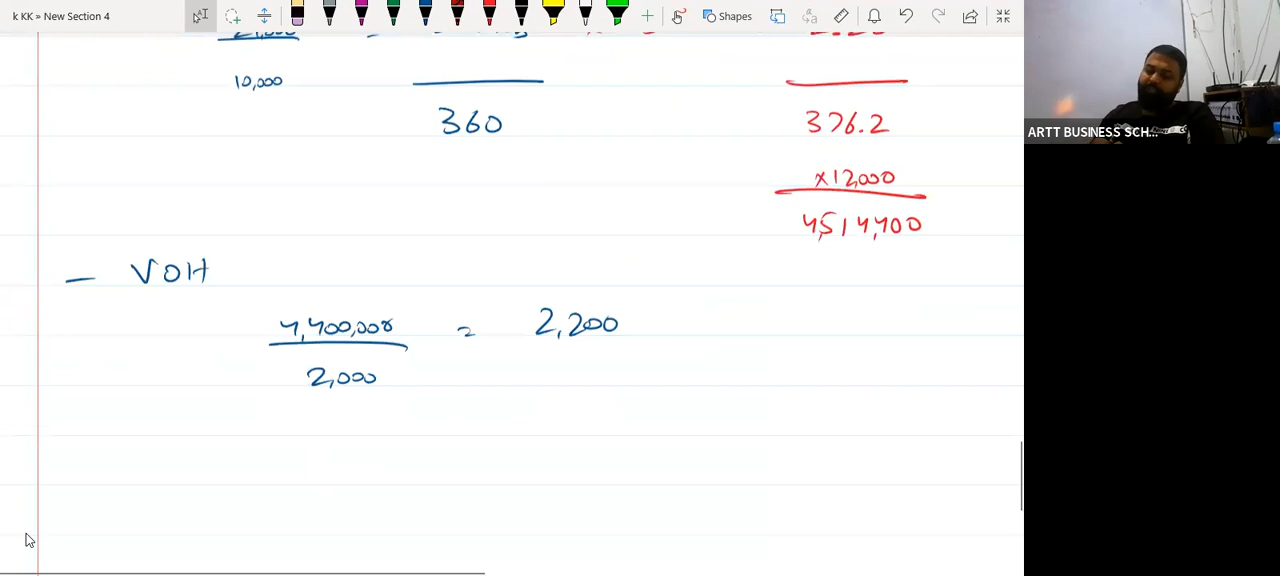 k KK » New Section 4
Shapes
10,000
360
376.2
×12,000
4,514,400
ARTT BUSINESS SCH...
— VOH
4,400,000 = 2,200
2,000